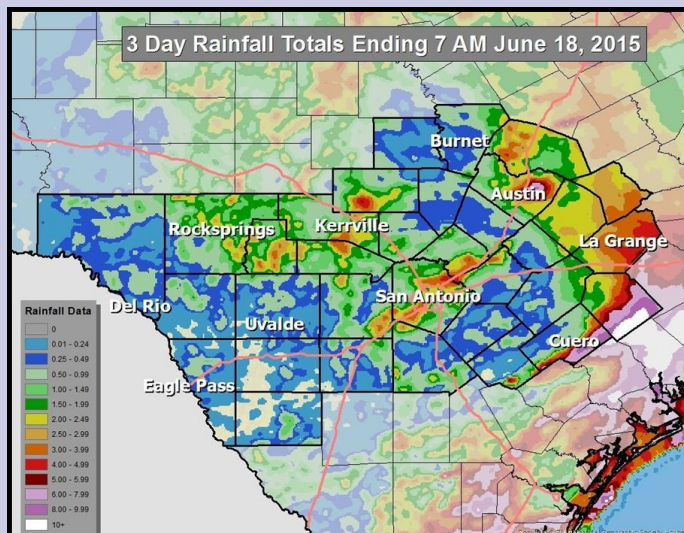 3 Day Rainfall Totals Ending 7 AM June 18, 2015
Burnet
Austin
Rocksprings
Kerrville
La Grange
Del Rio
San Antonio
Uvalde
Cuero
Eagle Pass
Rainfall Data
0
0.01 - 0.24
0.25 - 0.49
0.50 - 0.99
1.00 - 1.49
1.50 - 1.99
2.00 - 2.49
2.50 - 2.99
3.00 - 3.99
4.00 - 4.99
5.00 - 5.99
6.00 - 7.99
8.00 - 9.99
10+